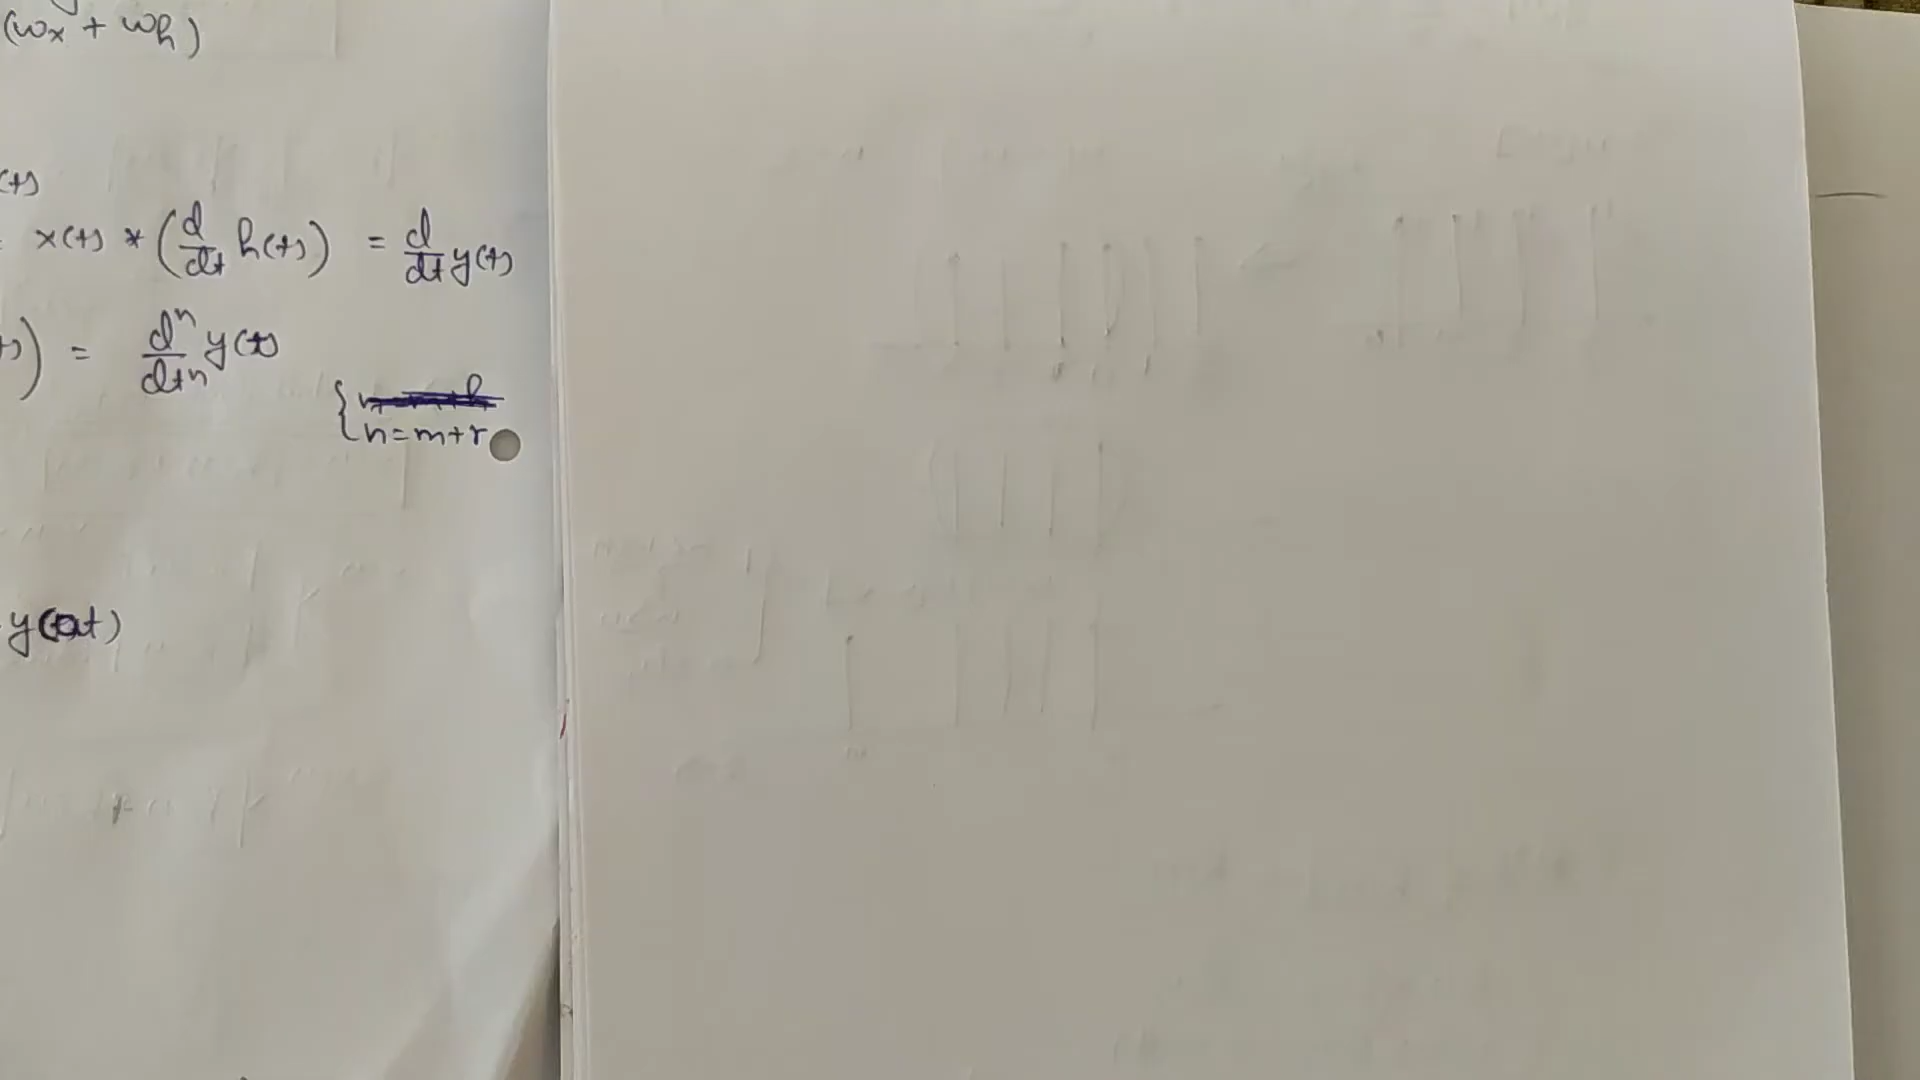 (ωx + ωh)
(t)
x(t) * (d/dt h(t)) = d/dt y(t)
) = dⁿ/dtⁿ y(t)
{ n=m+r
y(at)